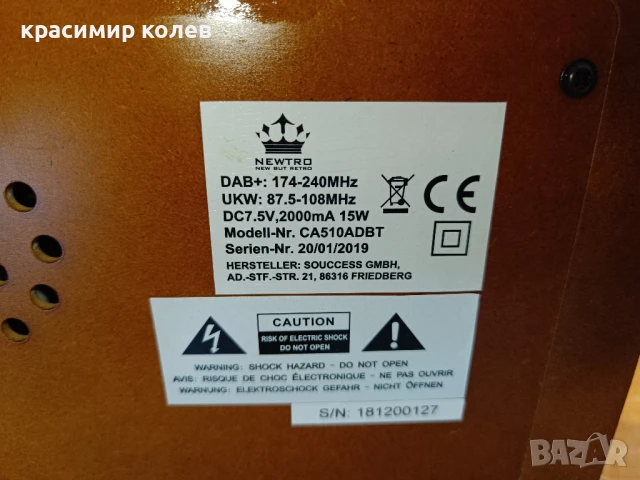 красимир колев
NEWTRO
NEW BUT RETRO
DAB+: 174-240MHz
UKW: 87.5-108MHz
DC7.5V,2000mA 15W
Modell-Nr. CA510ADBT
Serien-Nr. 20/01/2019
HERSTELLER: SOUCCESS GMBH,
AD.-STF.-STR. 21, 86316 FRIEDBERG
CE
CAUTION
RISK OF ELECTRIC SHOCK
DO NOT OPEN
WARNING: SHOCK HAZARD - DO NOT OPEN
AVIS: RISQUE DE CHOC ÉLECTRONIQUE - NE PAS OUVRIR
WARNUNG: ELEKTROSCHOCK GEFAHR - NICHT ÖFFNEN
S/N: 181200127
BAZAR